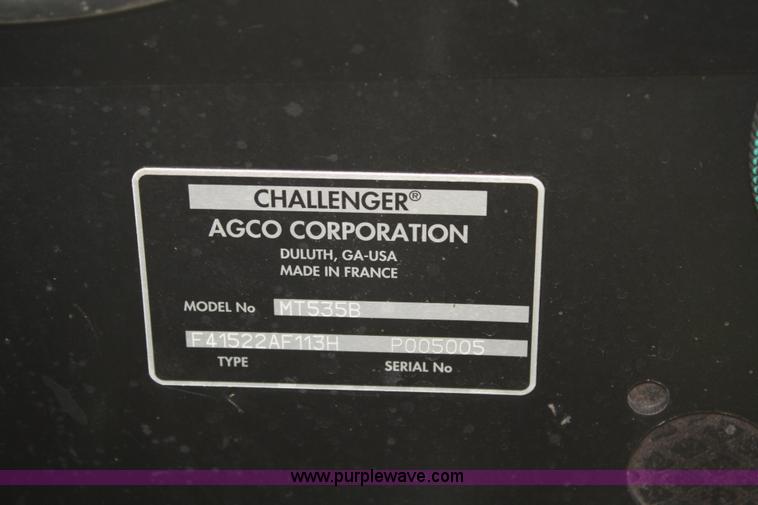 CHALLENGER®
AGCO CORPORATION
DULUTH, GA-USA
MADE IN FRANCE
MODEL No MT535B
F41522AF113H P005005
TYPE SERIAL No
www.purplewave.com